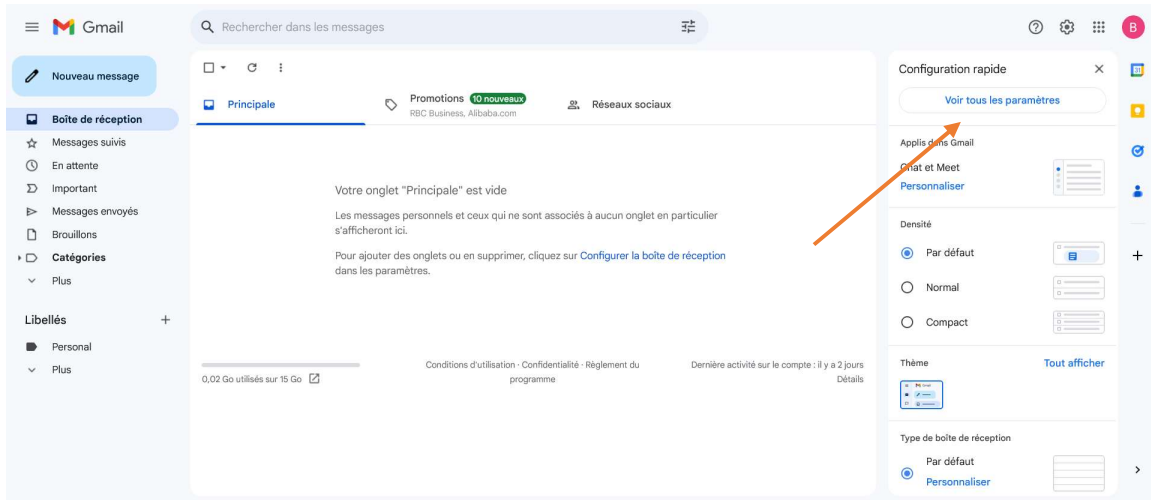 Gmail
Rechercher dans les messages
B
Nouveau message
Boîte de réception
Messages suivis
En attente
Important
Messages envoyés
Brouillons
Catégories
Plus
Libellés
Personal
Plus
Principale
Promotions 10 nouveaux
RBC Business, Alibaba.com
Réseaux sociaux
Votre onglet "Principale" est vide
Les messages personnels et ceux qui ne sont associés à aucun onglet en particulier
s'afficheront ici.
Pour ajouter des onglets ou en supprimer, cliquez sur Configurer la boîte de réception
dans les paramètres.
0,02 Go utilisés sur 15 Go
Conditions d'utilisation · Confidentialité · Règlement du
programme
Dernière activité sur le compte : il y a 2 jours
Détails
Configuration rapide
Voir tous les paramètres
Applis dans Gmail
Chat et Meet
Personnaliser
Densité
Par défaut
Normal
Compact
Thème
Tout afficher
Type de boîte de réception
Par défaut
Personnaliser
31